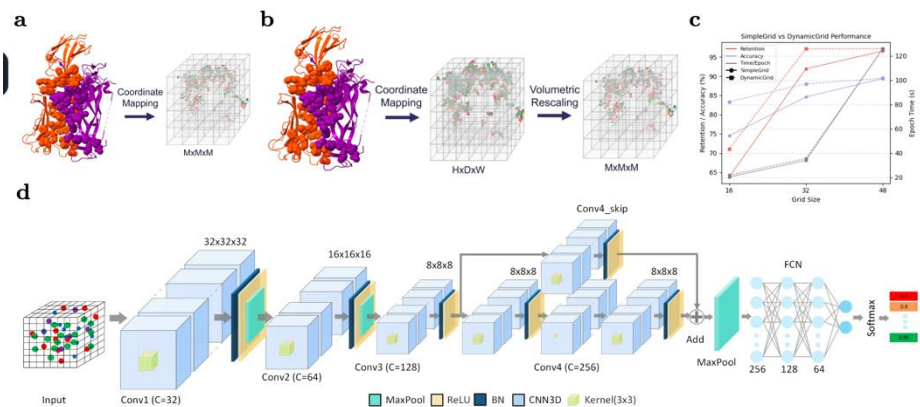 a
Coordinate
Mapping
MxMxM
b
Coordinate
Mapping
HxDxW
Volumetric
Rescaling
MxMxM
c
SimpleGrid vs DynamicGrid Performance
Retention
Accuracy
Time/Epoch
SimpleGrid
DynamicGrid
Retention / Accuracy (%)
95
90
85
80
75
70
65
120
100
80
60
40
20
Epoch Time (s)
16
32
48
Grid Size
d
Input
32x32x32
Conv1 (C=32)
16x16x16
Conv2 (C=64)
8x8x8
Conv3 (C=128)
Conv4_skip
8x8x8
8x8x8
Conv4 (C=256)
Add
MaxPool
FCN
256
128
64
Softmax
MaxPool
ReLU
BN
CNN3D
Kernel(3x3)